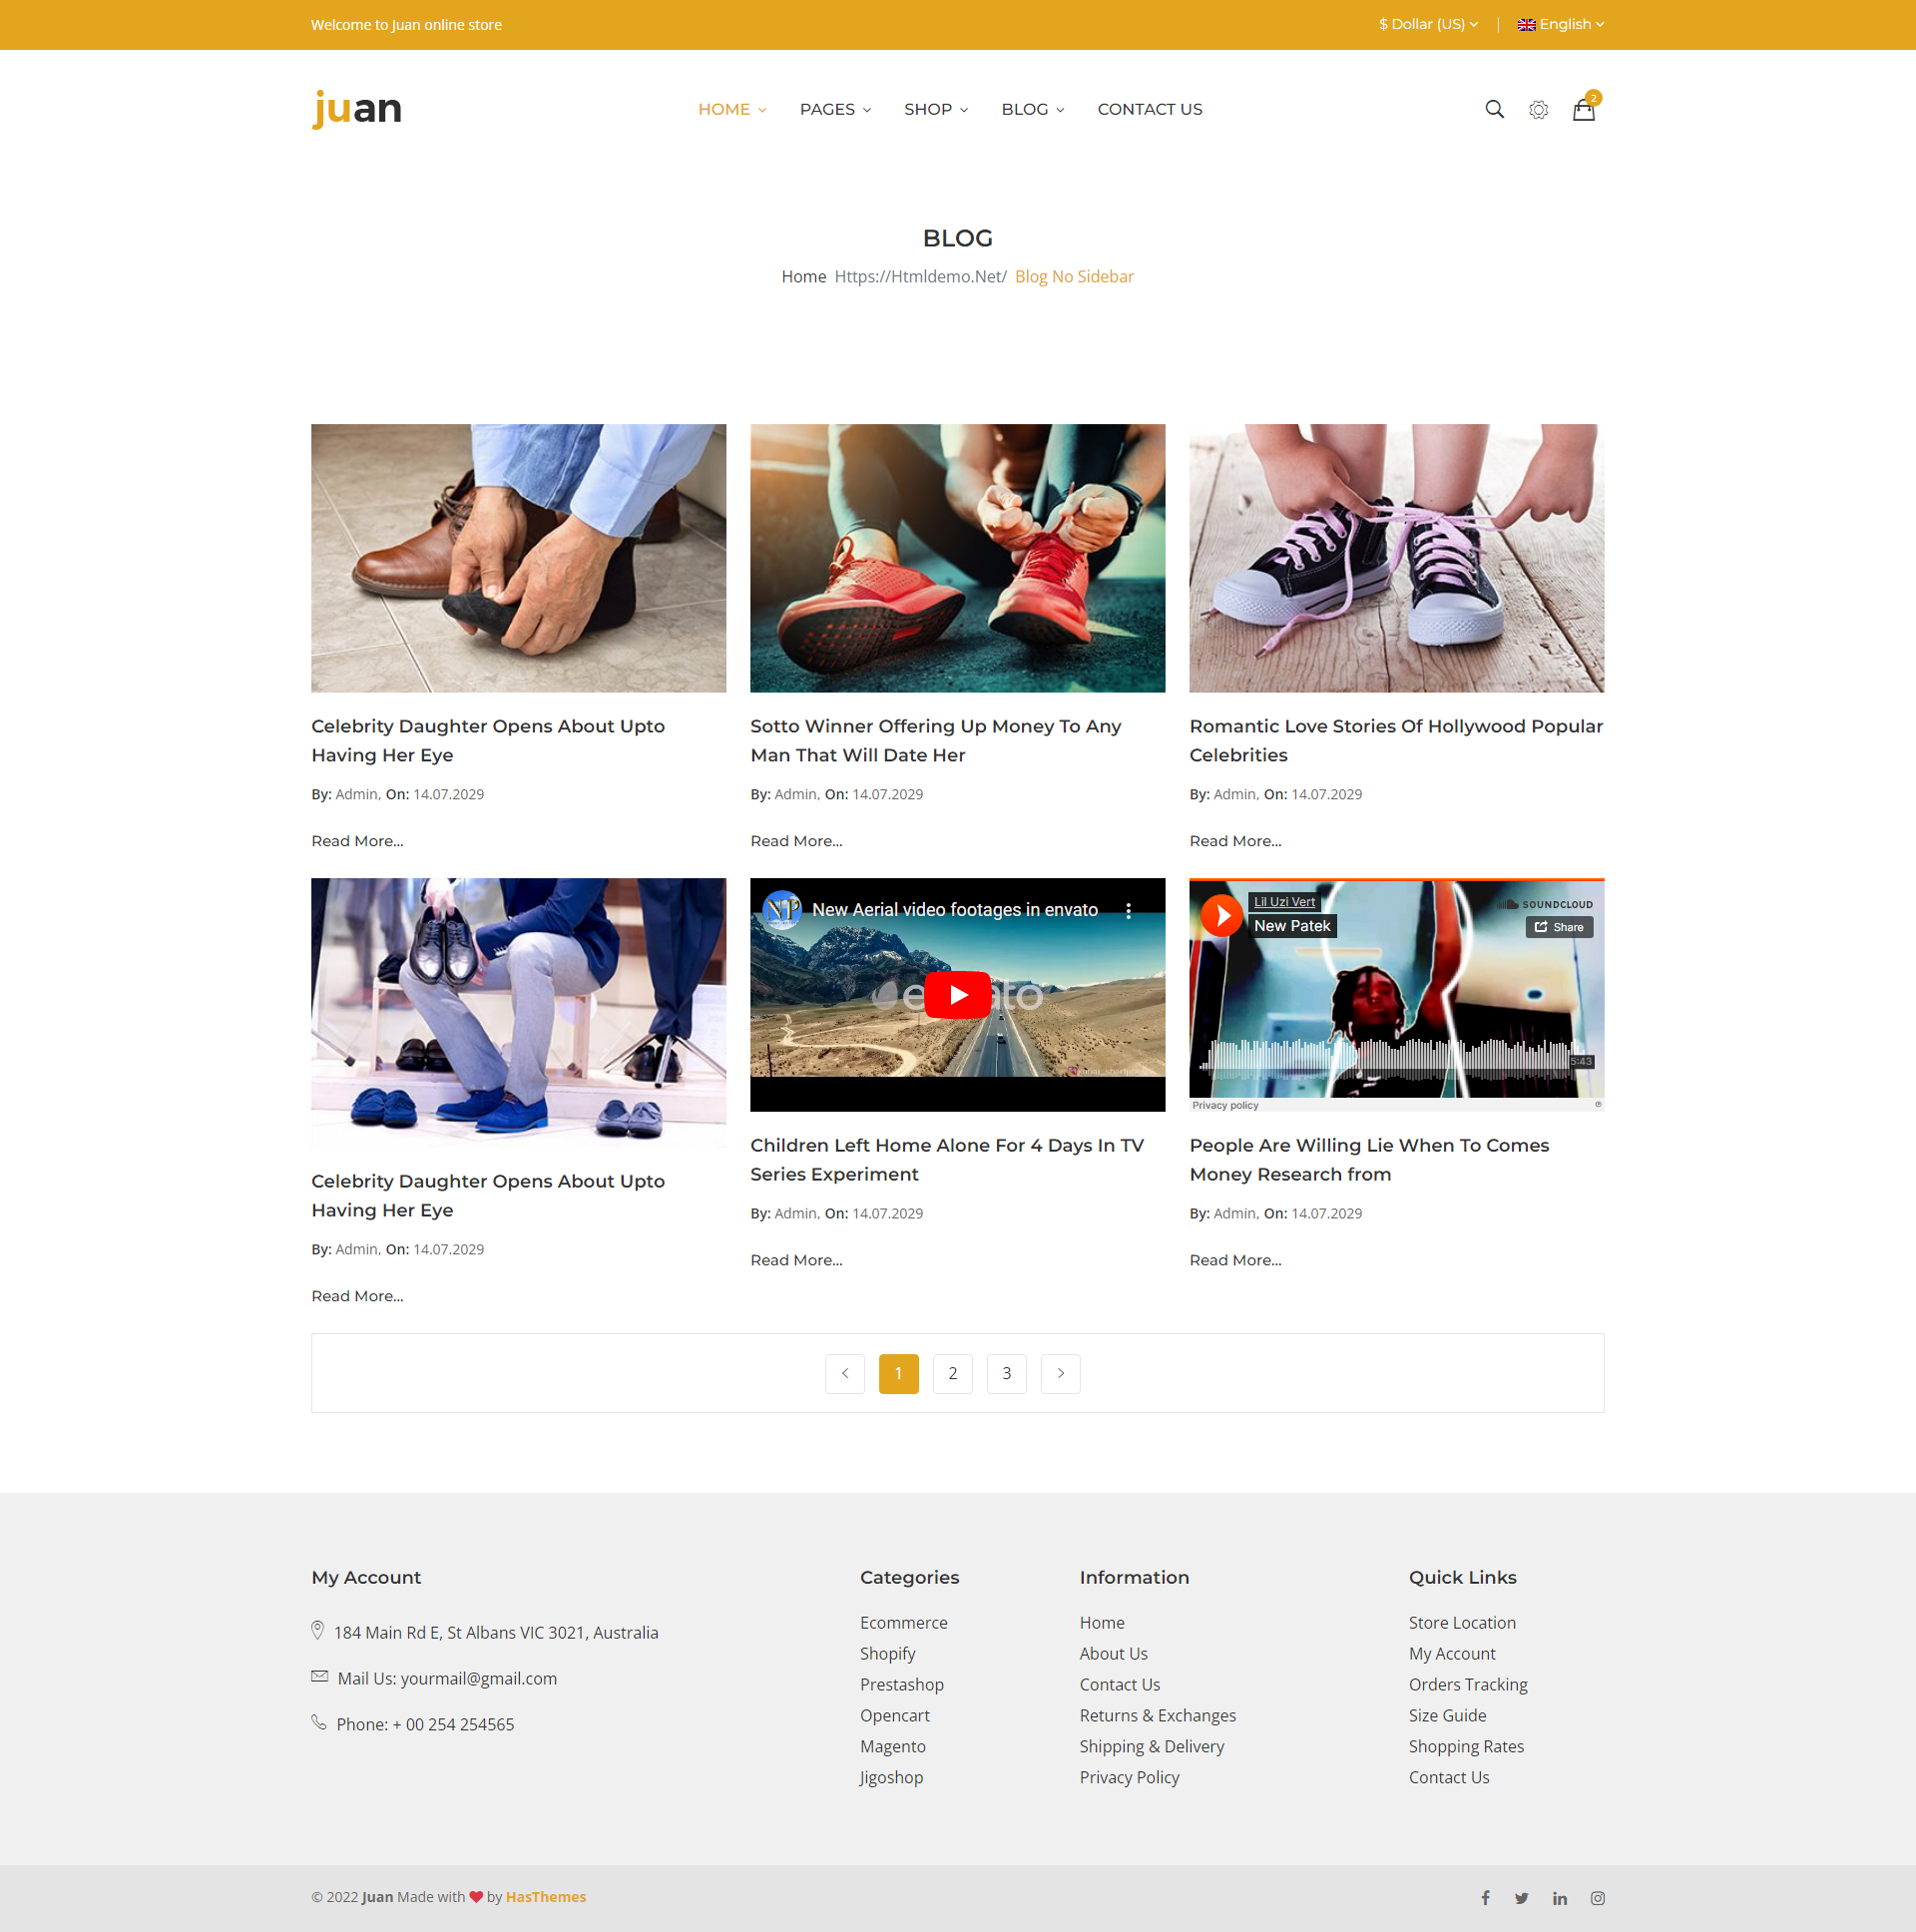 Welcome to Juan online store
$ Dollar (US)
English
juan
HOME
PAGES
SHOP
BLOG
CONTACT US
2
BLOG
Home Https://Htmldemo.Net/ Blog No Sidebar
Celebrity Daughter Opens About Upto
Having Her Eye
By: Admin, On: 14.07.2029
Read More...
Sotto Winner Offering Up Money To Any
Man That Will Date Her
By: Admin, On: 14.07.2029
Read More...
Romantic Love Stories Of Hollywood Popular
Celebrities
By: Admin, On: 14.07.2029
Read More...
Celebrity Daughter Opens About Upto
Having Her Eye
By: Admin, On: 14.07.2029
Read More...
NP
New Aerial video footages in envato
Children Left Home Alone For 4 Days In TV
Series Experiment
By: Admin, On: 14.07.2029
Read More...
Lil Uzi Vert
New Patek
SOUNDCLOUD
Share
5:43
Privacy policy
People Are Willing Lie When To Comes
Money Research from
By: Admin, On: 14.07.2029
Read More...
1
2
3
My Account
184 Main Rd E, St Albans VIC 3021, Australia
Mail Us: yourmail@gmail.com
Phone: + 00 254 254565
Categories
Ecommerce
Shopify
Prestashop
Opencart
Magento
Jigoshop
Information
Home
About Us
Contact Us
Returns & Exchanges
Shipping & Delivery
Privacy Policy
Quick Links
Store Location
My Account
Orders Tracking
Size Guide
Shopping Rates
Contact Us
© 2022 Juan Made with ❤ by HasThemes